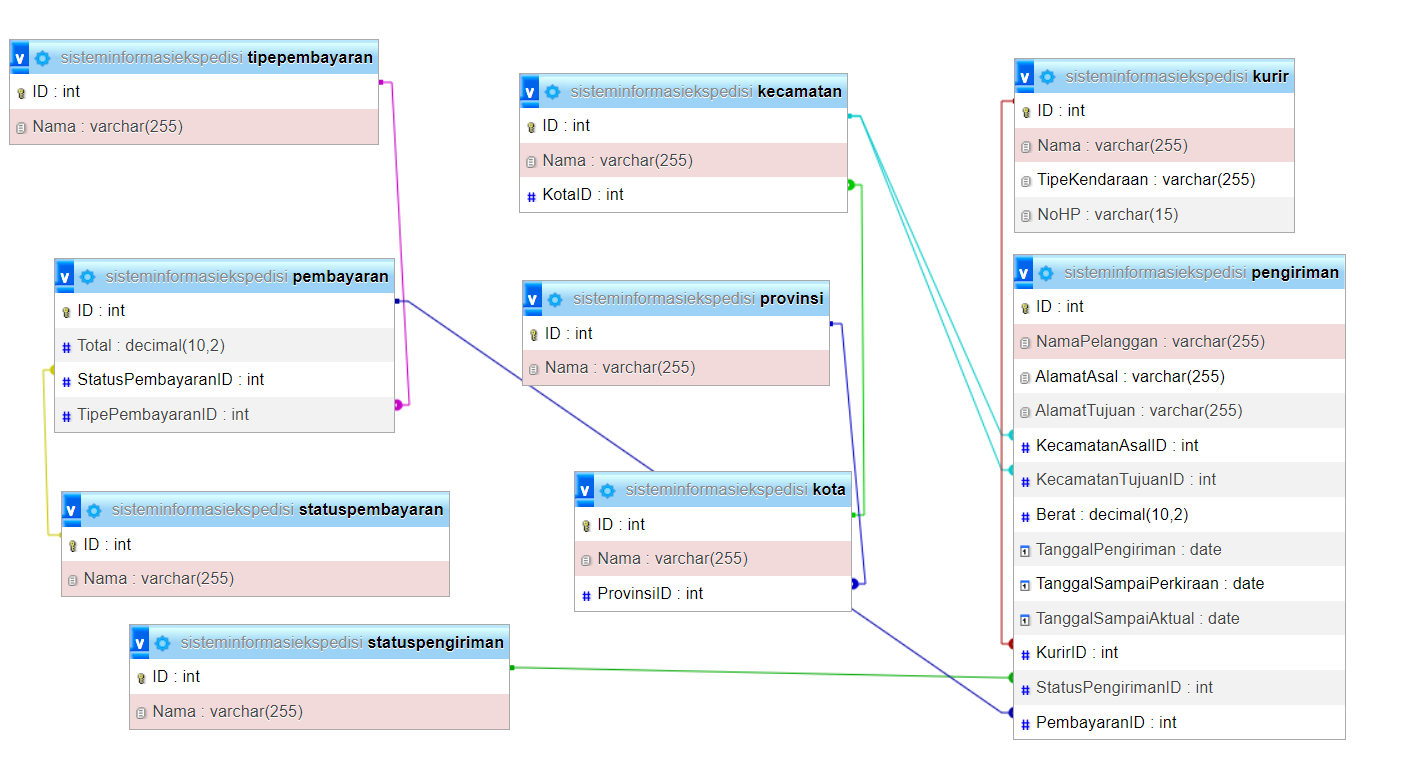 sisteminformasiekspedisi tipepembayaran
ID : int
Nama : varchar(255)
sisteminformasiekspedisi kecamatan
ID : int
Nama : varchar(255)
KotaID : int
sisteminformasiekspedisi kurir
ID : int
Nama : varchar(255)
TipeKendaraan : varchar(255)
NoHP : varchar(15)
sisteminformasiekspedisi pembayaran
ID : int
Total : decimal(10,2)
StatusPembayaranID : int
TipePembayaranID : int
sisteminformasiekspedisi provinsi
ID : int
Nama : varchar(255)
sisteminformasiekspedisi pengiriman
ID : int
NamaPelanggan : varchar(255)
AlamatAsal : varchar(255)
AlamatTujuan : varchar(255)
KecamatanAsalID : int
KecamatanTujuanID : int
Berat : decimal(10,2)
TanggalPengiriman : date
TanggalSampaiPerkiraan : date
TanggalSampaiAktual : date
KurirID : int
StatusPengirimanID : int
PembayaranID : int
sisteminformasiekspedisi statuspembayaran
ID : int
Nama : varchar(255)
sisteminformasiekspedisi kota
ID : int
Nama : varchar(255)
ProvinsiID : int
sisteminformasiekspedisi statuspengiriman
ID : int
Nama : varchar(255)